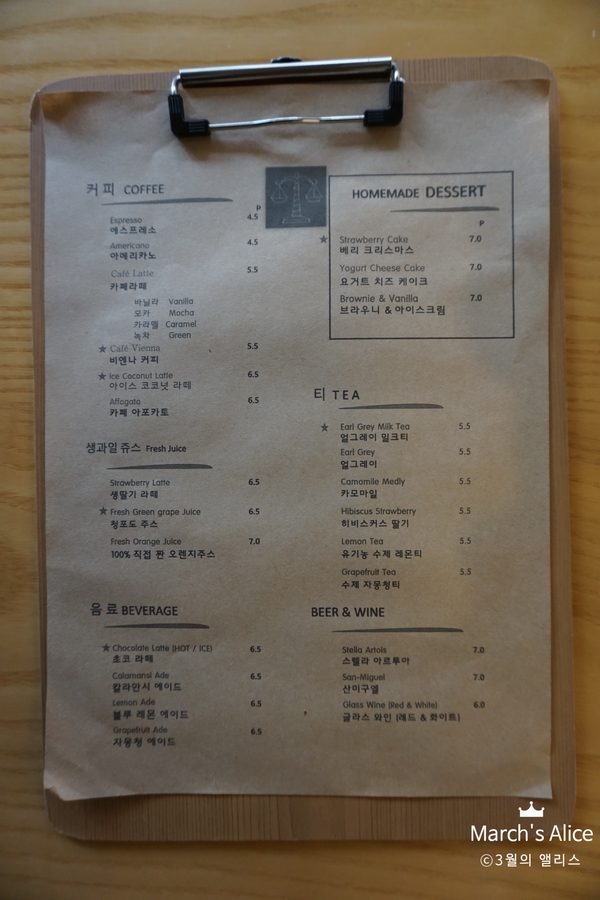 커피 COFFEE
P
Espresso 4.5
에스프레소
Americano 4.5
아메리카노
Café Latte 5.5
카페라떼
바닐라 Vanilla
모카 Mocha
카라멜 Caramel
녹차 Green
★ Café Vienna 5.5
비엔나 커피
★ Ice Coconut Latte 6.5
아이스 코코넛 라떼
Affogato 6.5
카페 아포카토
생과일 쥬스 Fresh Juice
Strawberry Latte 6.5
생딸기 라떼
★ Fresh Green grape Juice 6.5
청포도 주스
Fresh Orange Juice 7.0
100% 직접 짠 오렌지주스
음료 BEVERAGE
★ Chocolate Latte (HOT / ICE) 6.5
초코 라떼
Calamansi Ade 6.5
칼라만시 에이드
Lemon Ade 6.5
블루 레몬 에이드
Grapefruit Ade 6.5
자몽청 에이드
HOMEMADE DESSERT
P
★ Strawberry Cake 7.0
베리 크리스마스
Yogurt Cheese Cake 7.0
요거트 치즈 케이크
Brownie & Vanilla 7.0
브라우니 & 아이스크림
티 TEA
★ Earl Grey Milk Tea 5.5
얼그레이 밀크티
Earl Grey 5.5
얼그레이
Camomile Medly 5.5
카모마일
Hibiscus Strawberry 5.5
히비스커스 딸기
Lemon Tea 5.5
유기농 수제 레몬티
Grapefruit Tea 5.5
수제 자몽청티
BEER & WINE
Stella Artois 7.0
스텔라 아르투아
San-Miguel 7.0
산미구엘
Glass Wine (Red & White) 6.0
글라스 와인 (레드 & 화이트)
March's Alice
©3월의 앨리스